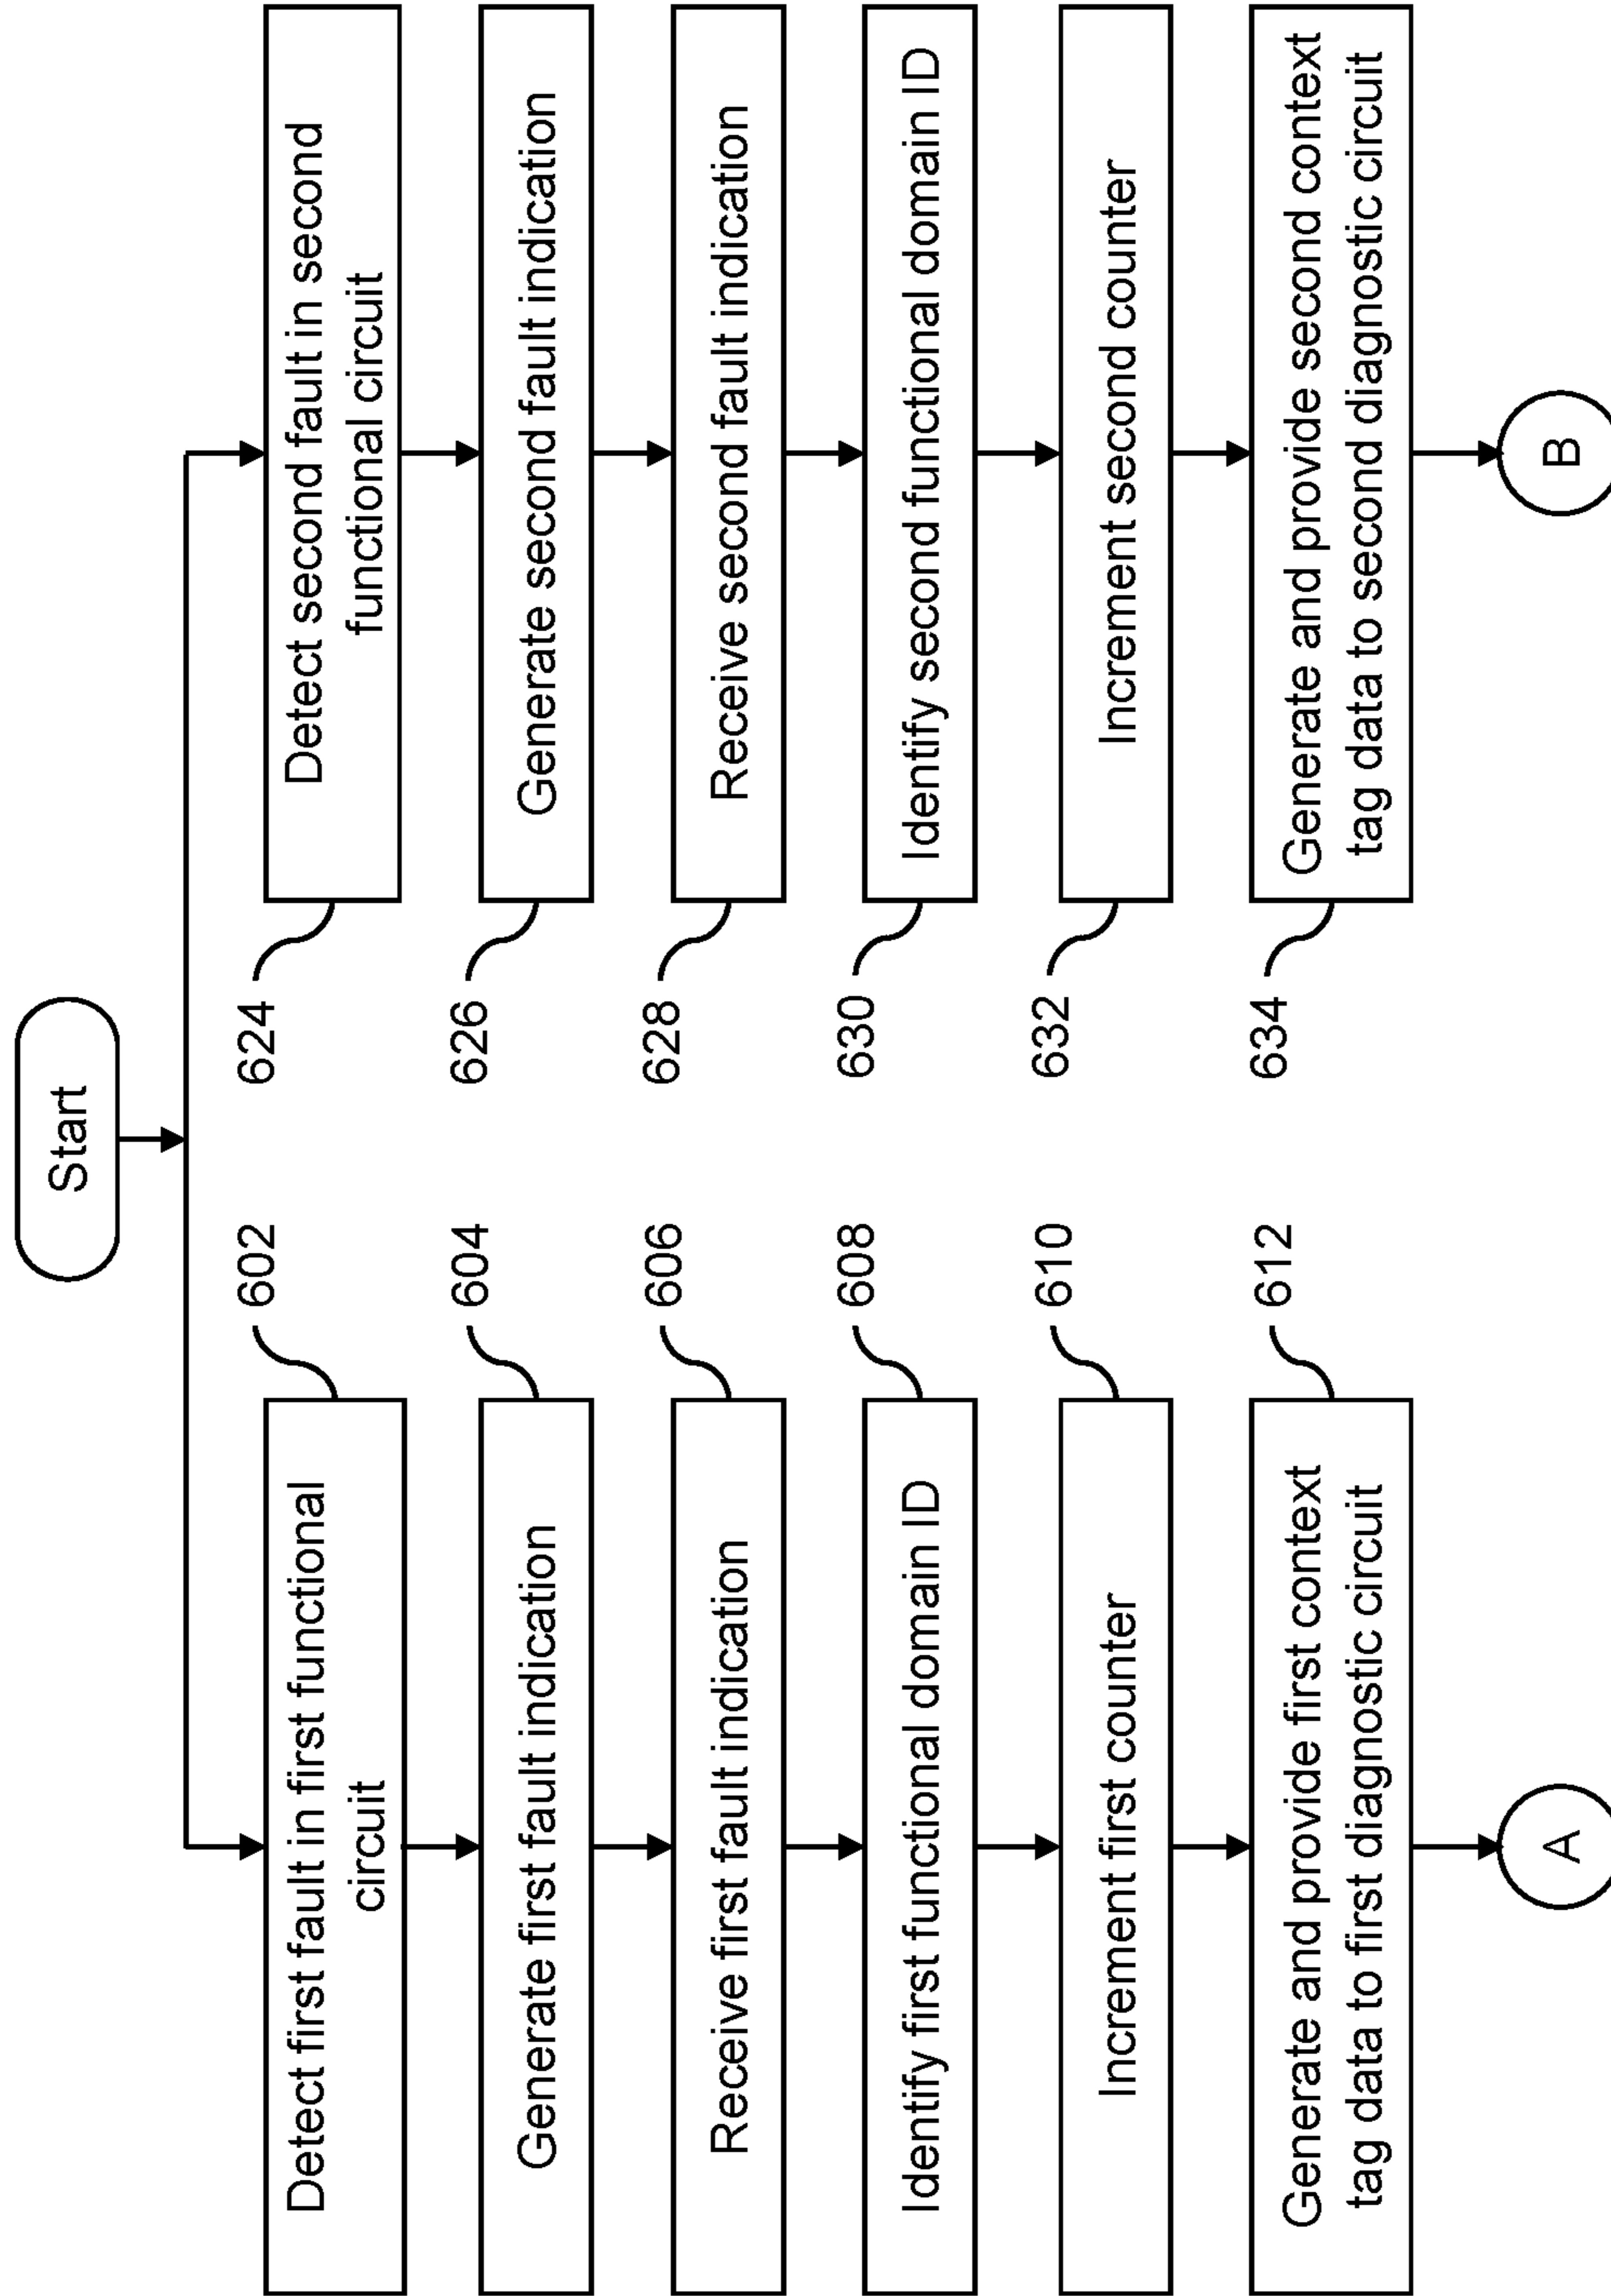 Start
602
Detect first fault in first functional
circuit
604
Generate first fault indication
606
Receive first fault indication
608
Identify first functional domain ID
610
Increment first counter
612
Generate and provide first context
tag data to first diagnostic circuit
A
624
Detect second fault in second
functional circuit
626
Generate second fault indication
628
Receive second fault indication
630
Identify second functional domain ID
632
Increment second counter
634
Generate and provide second context
tag data to second diagnostic circuit
B